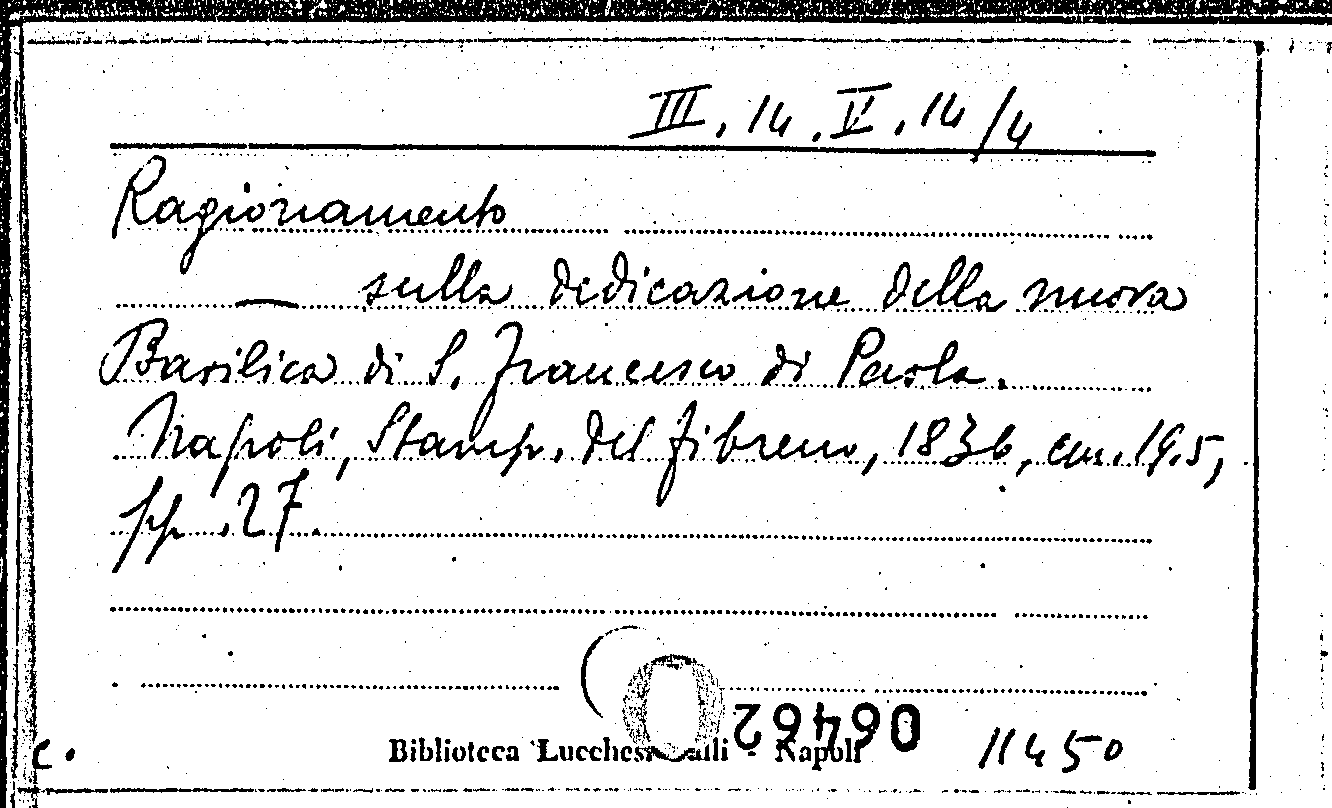 III. 14. V. 14/4
Ragionamento
— sulla dedicazione della nuova
Basilica di S. Francesco di Paola.
Napoli, Stamp. del Fibreno, 1836, cm. 19.5,
pp. 27.
06462
c. Biblioteca Lucchesi Palli - Napoli 11450